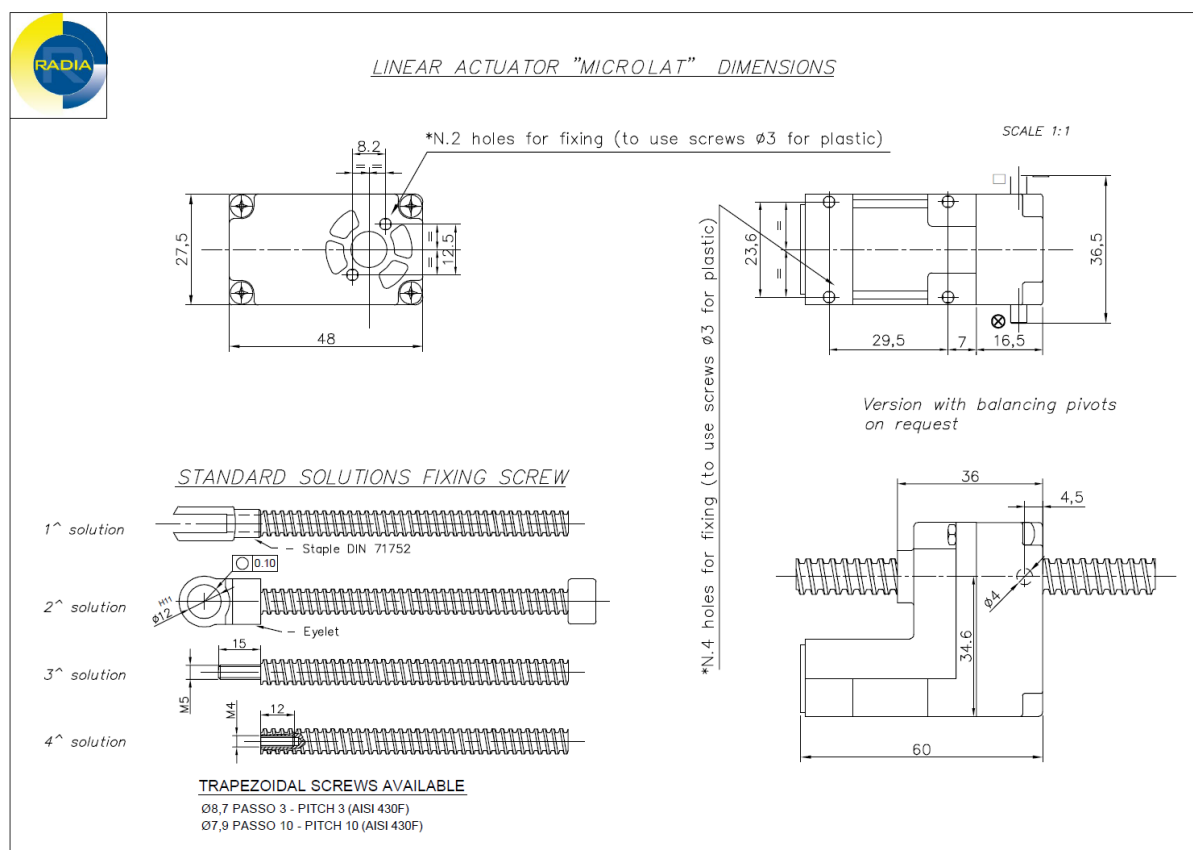 RADIA
LINEAR ACTUATOR "MICROLAT" DIMENSIONS
*N.2 holes for fixing (to use screws Ø3 for plastic)
SCALE 1:1
8.2
=
=
27,5
=
=
12.5
48
*N.4 holes for fixing (to use screws Ø3 for plastic)
23,6
=
=
36,5
29,5
7
16,5
Version with balancing pivots
on request
STANDARD SOLUTIONS FIXING SCREW
1^ solution
- Staple DIN 71752
0.10
2^ solution
Ø12 H11
- Eyelet
3^ solution
15
M5
4^ solution
M4
12
36
4,5
Ø4
34.6
60
TRAPEZOIDAL SCREWS AVAILABLE
Ø8,7 PASSO 3 - PITCH 3 (AISI 430F)
Ø7,9 PASSO 10 - PITCH 10 (AISI 430F)